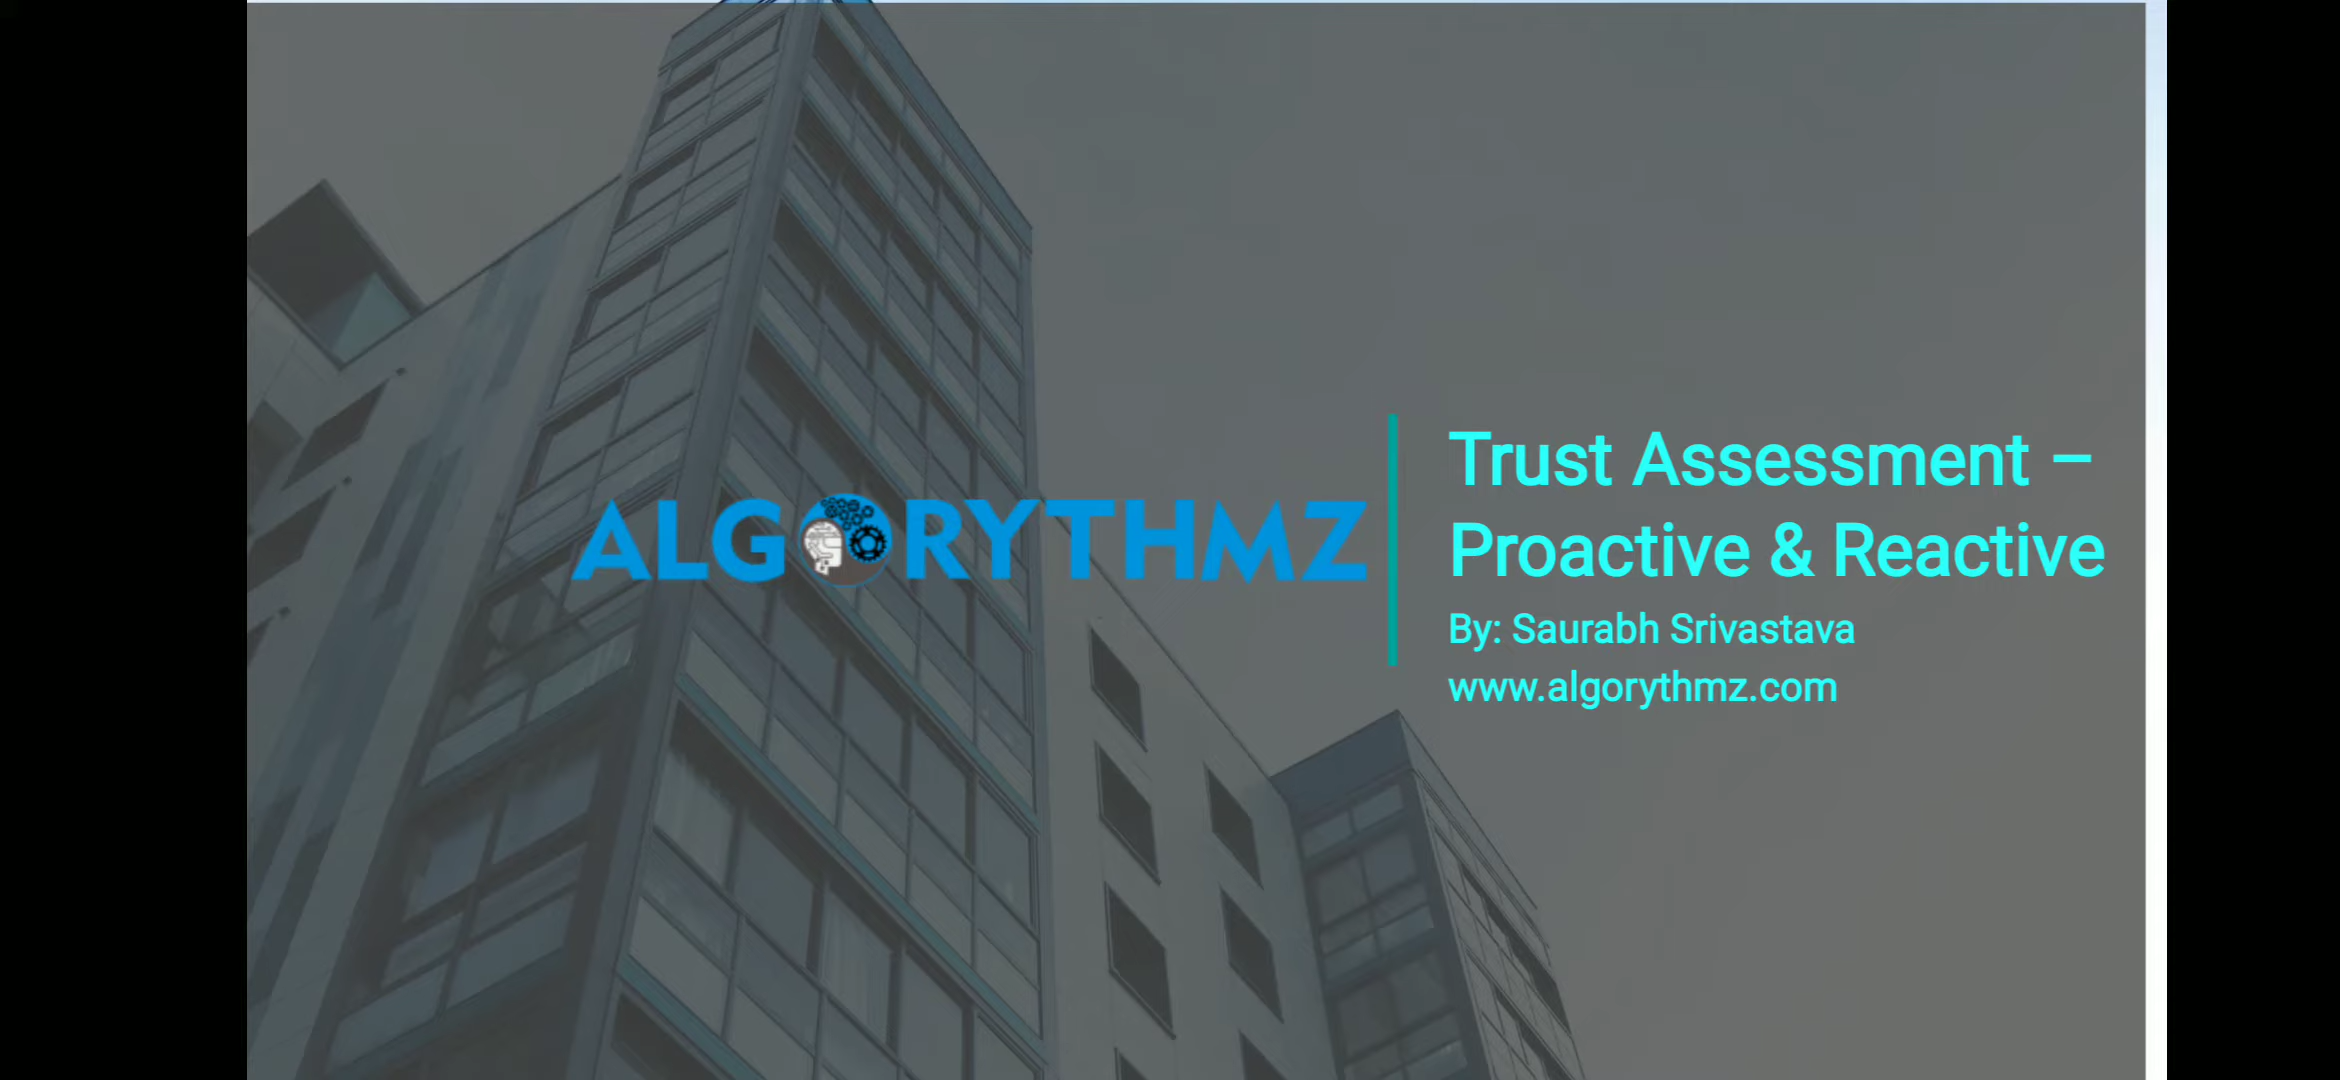 ALGORYTHMZ
Trust Assessment –
Proactive & Reactive
By: Saurabh Srivastava
www.algorythmz.com